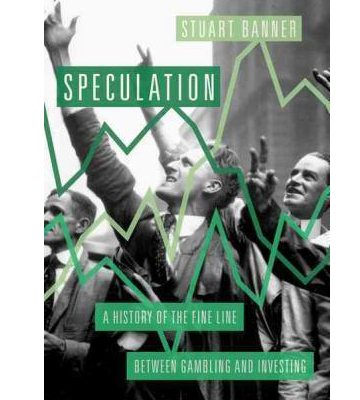 STUART BANNER
SPECULATION
A HISTORY OF THE FINE LINE
BETWEEN GAMBLING AND INVESTING